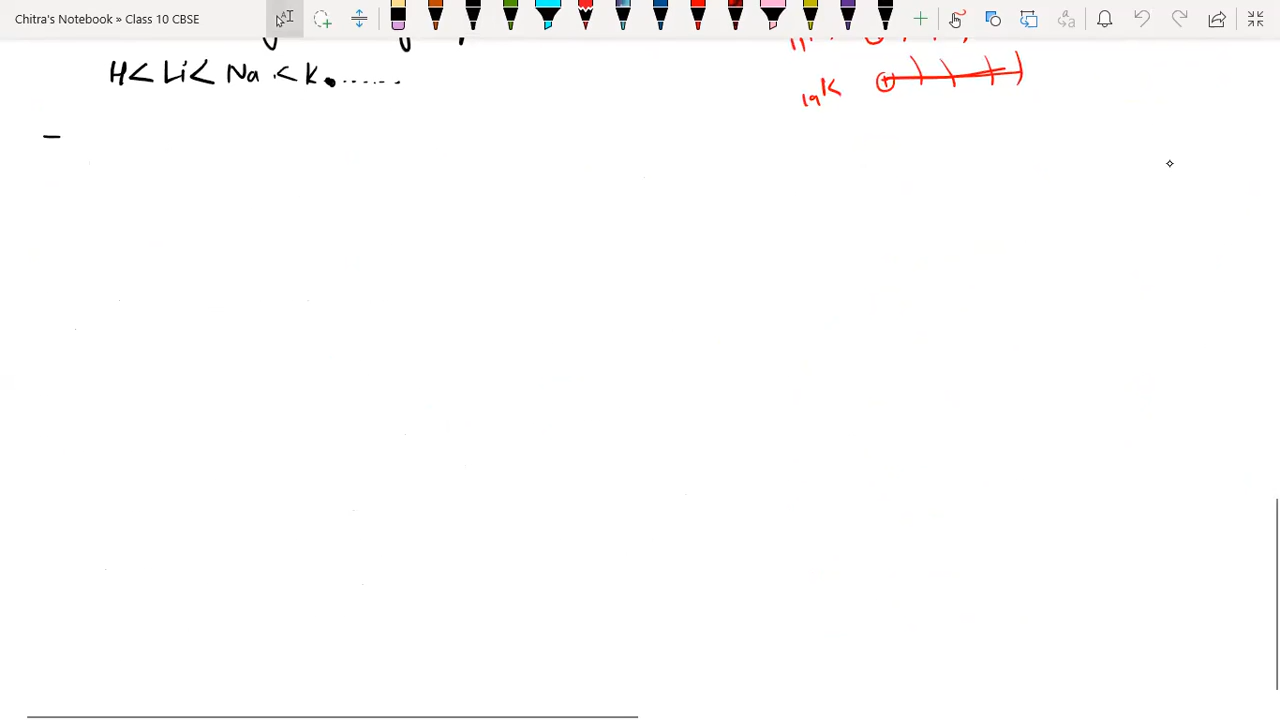 Chitra's Notebook » Class 10 CBSE
H< Li< Na < K.......
19K